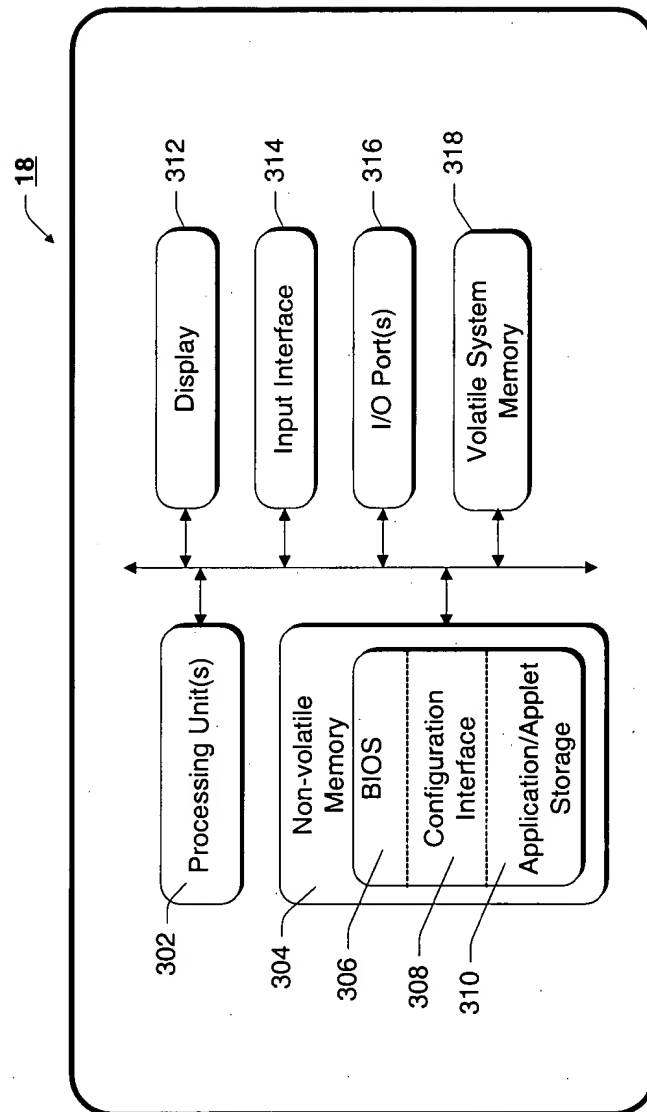 18
302
Processing Unit(s)
304
Non-volatile
Memory
306
BIOS
308
Configuration
Interface
310
Application/Applet
Storage
Display
312
Input Interface
314
I/O Port(s)
316
Volatile System
Memory
318